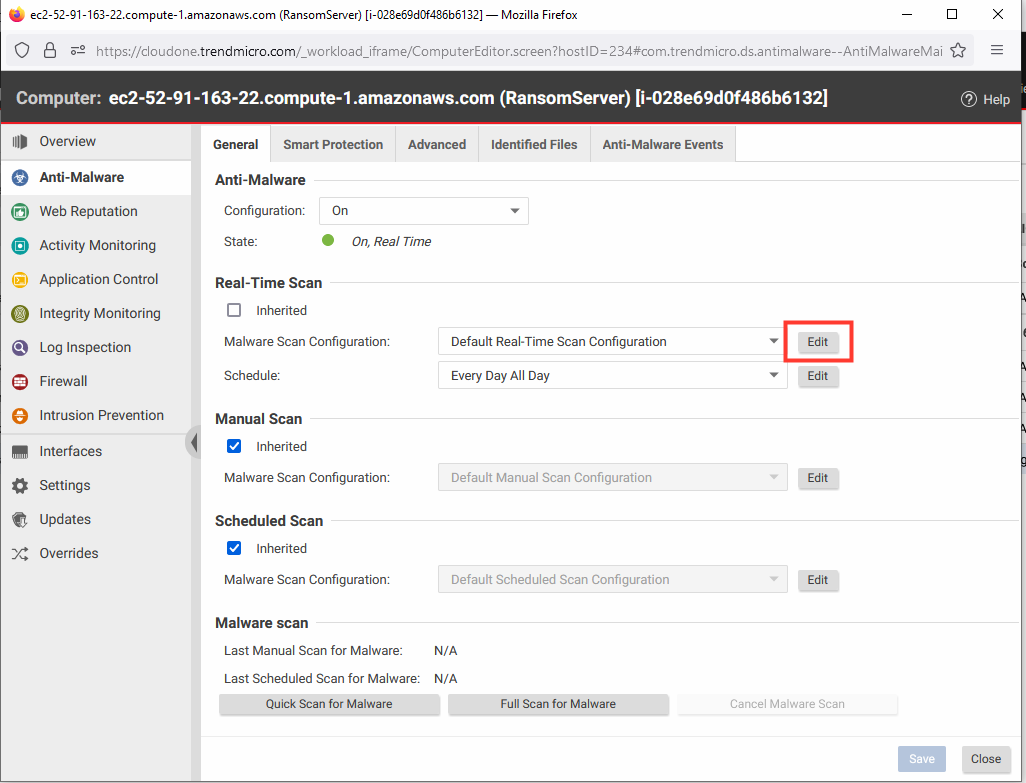 ec2-52-91-163-22.compute-1.amazonaws.com (RansomServer) [i-028e69d0f486b6132] — Mozilla Firefox
https://cloudone.trendmicro.com/_workload_iframe/ComputerEditor.screen?hostID=234#com.trendmicro.ds.antimalware--AntiMalwareMai
Computer: ec2-52-91-163-22.compute-1.amazonaws.com (RansomServer) [i-028e69d0f486b6132]
Help
Overview
Anti-Malware
Web Reputation
Activity Monitoring
Application Control
Integrity Monitoring
Log Inspection
Firewall
Intrusion Prevention
Interfaces
Settings
Updates
Overrides
General Smart Protection Advanced Identified Files Anti-Malware Events
Anti-Malware
Configuration: On
State: On, Real Time
Real-Time Scan
Inherited
Malware Scan Configuration: Default Real-Time Scan Configuration Edit
Schedule: Every Day All Day Edit
Manual Scan
Inherited
Malware Scan Configuration: Default Manual Scan Configuration Edit
Scheduled Scan
Inherited
Malware Scan Configuration: Default Scheduled Scan Configuration Edit
Malware scan
Last Manual Scan for Malware: N/A
Last Scheduled Scan for Malware: N/A
Quick Scan for Malware Full Scan for Malware Cancel Malware Scan
Save Close